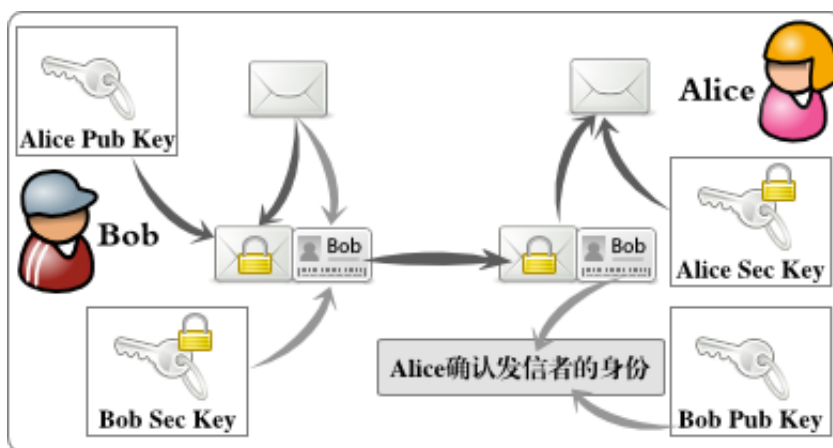 Alice Pub Key
Alice
Bob
Bob
Bob
Alice Sec Key
Alice确认发信者的身份
Bob Sec Key
Bob Pub Key